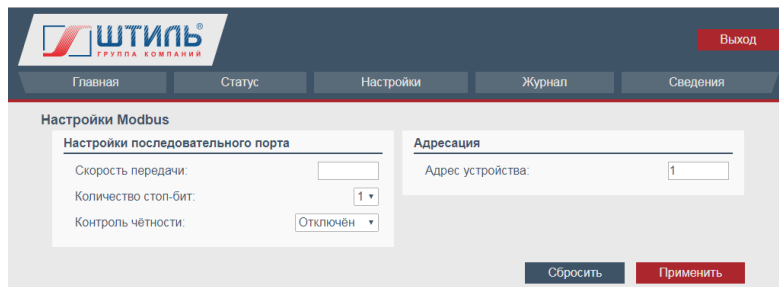 ШТИЛЬ®
ГРУППА КОМПАНИЙ
Выход
Главная Статус Настройки Журнал Сведения
Настройки Modbus
Настройки последовательного порта
Скорость передачи:
Количество стоп-бит: 1
Контроль чётности: Отключён
Адресация
Адрес устройства: 1
Сбросить Применить